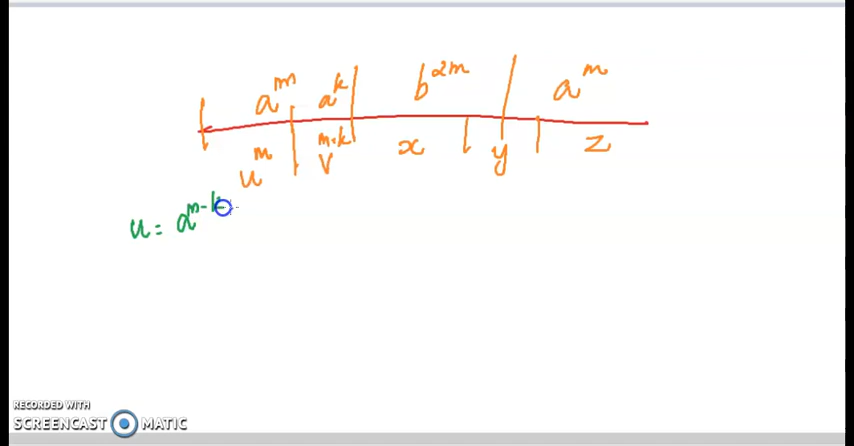 a^m a^k b^2m a^m
u^m v^m-k x y z
u = a^m-k
RECORDED WITH
SCREENCAST MATIC